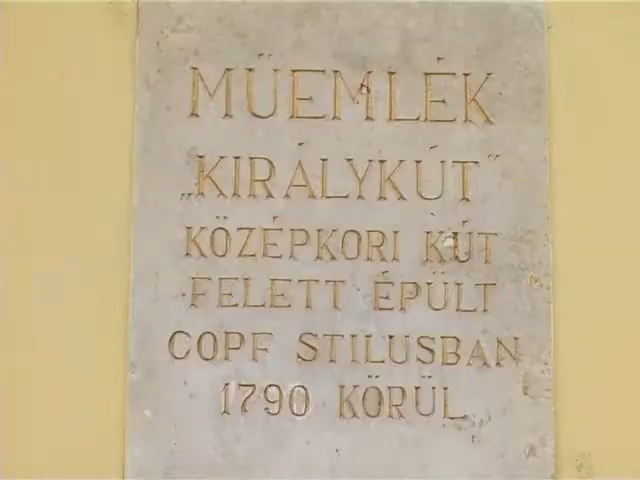 MŰEMLÉK
„KIRÁLYKÚT”
KÖZÉPKORI KÚT
FELETT ÉPÜLT
COPF STILUSBAN
1790 KÖRÜL